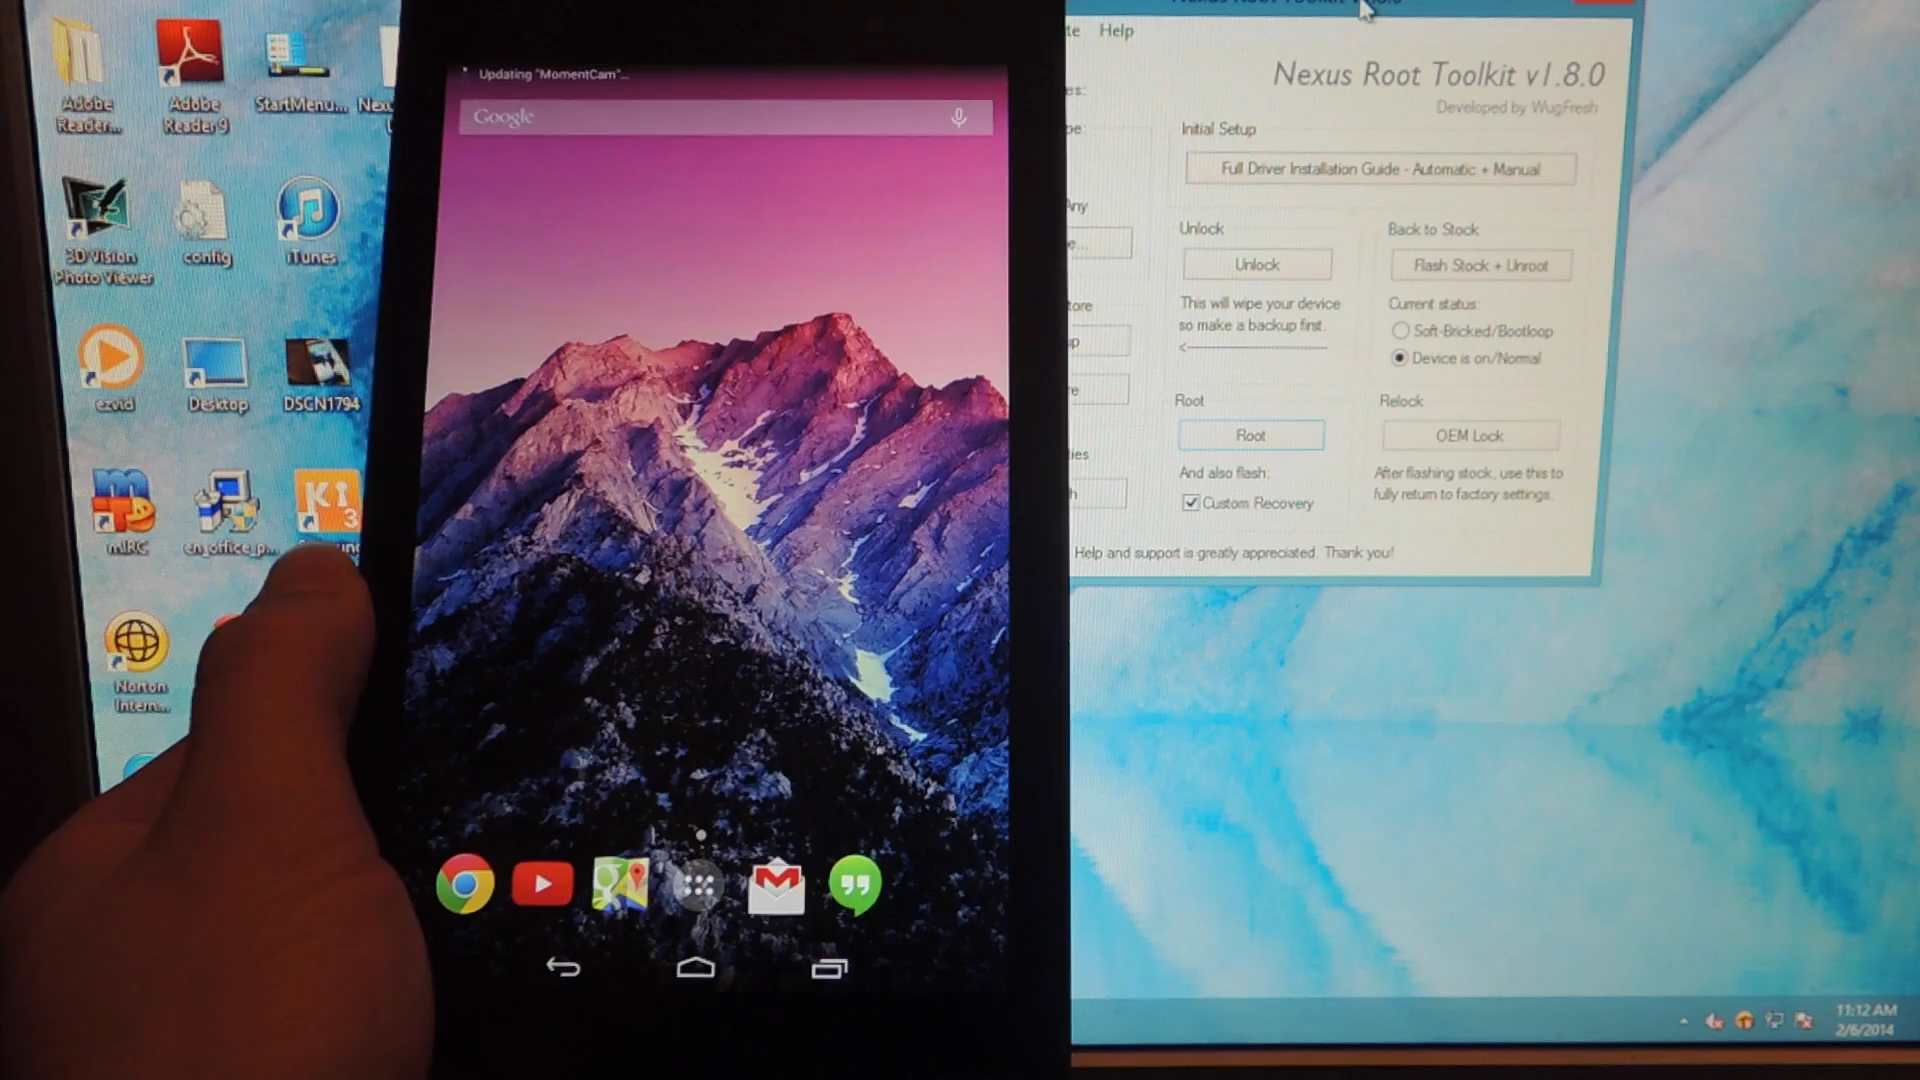 Adobe
Reader...
Adobe
Reader 9
StartMenu...
3D Vision
Photo Viewer
config
iTunes
ezvid
Desktop
DSCN1794
mIRC
en_office_p...
Ki
3
Norton
Intern...
Updating "MomentCam"...
Google
Help
Nexus Root Toolkit v1.8.0
Developed by WugFresh
Initial Setup
Full Driver Installation Guide - Automatic + Manual
Any
Unlock
Unlock
This will wipe your device
so make a backup first.
<
Back to Stock
Flash Stock + Unroot
Current status:
Soft-Bricked/Bootloop
Device is on/Normal
Root
Root
And also flash:
Custom Recovery
Relock
OEM Lock
After flashing stock, use this to
fully return to factory settings.
Help and support is greatly appreciated. Thank you!
11:12 AM
2/6/2014